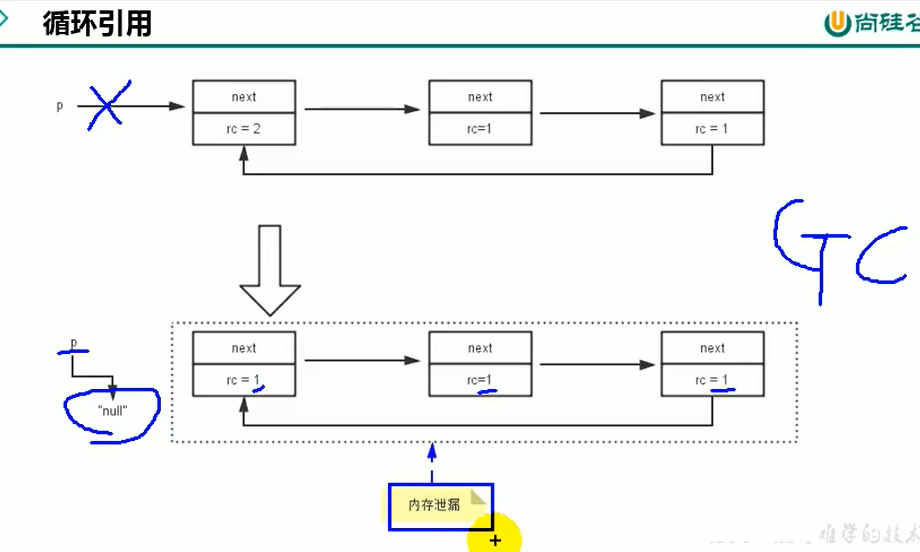 循环引用
尚硅谷
p
next
next
next
rc = 2
rc=1
rc = 1
GC
p
next
next
next
rc = 1
rc=1
rc = 1
"null"
内存泄漏
难学的技术